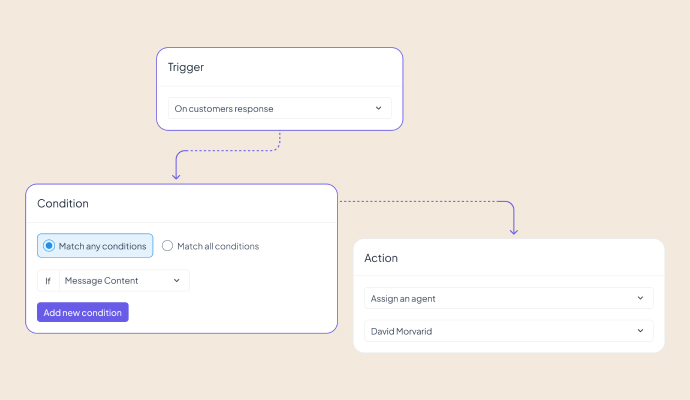 Trigger
On customers response
Condition
Match any conditions Match all conditions
If Message Content
Add new condition
Action
Assign an agent
David Morvarid